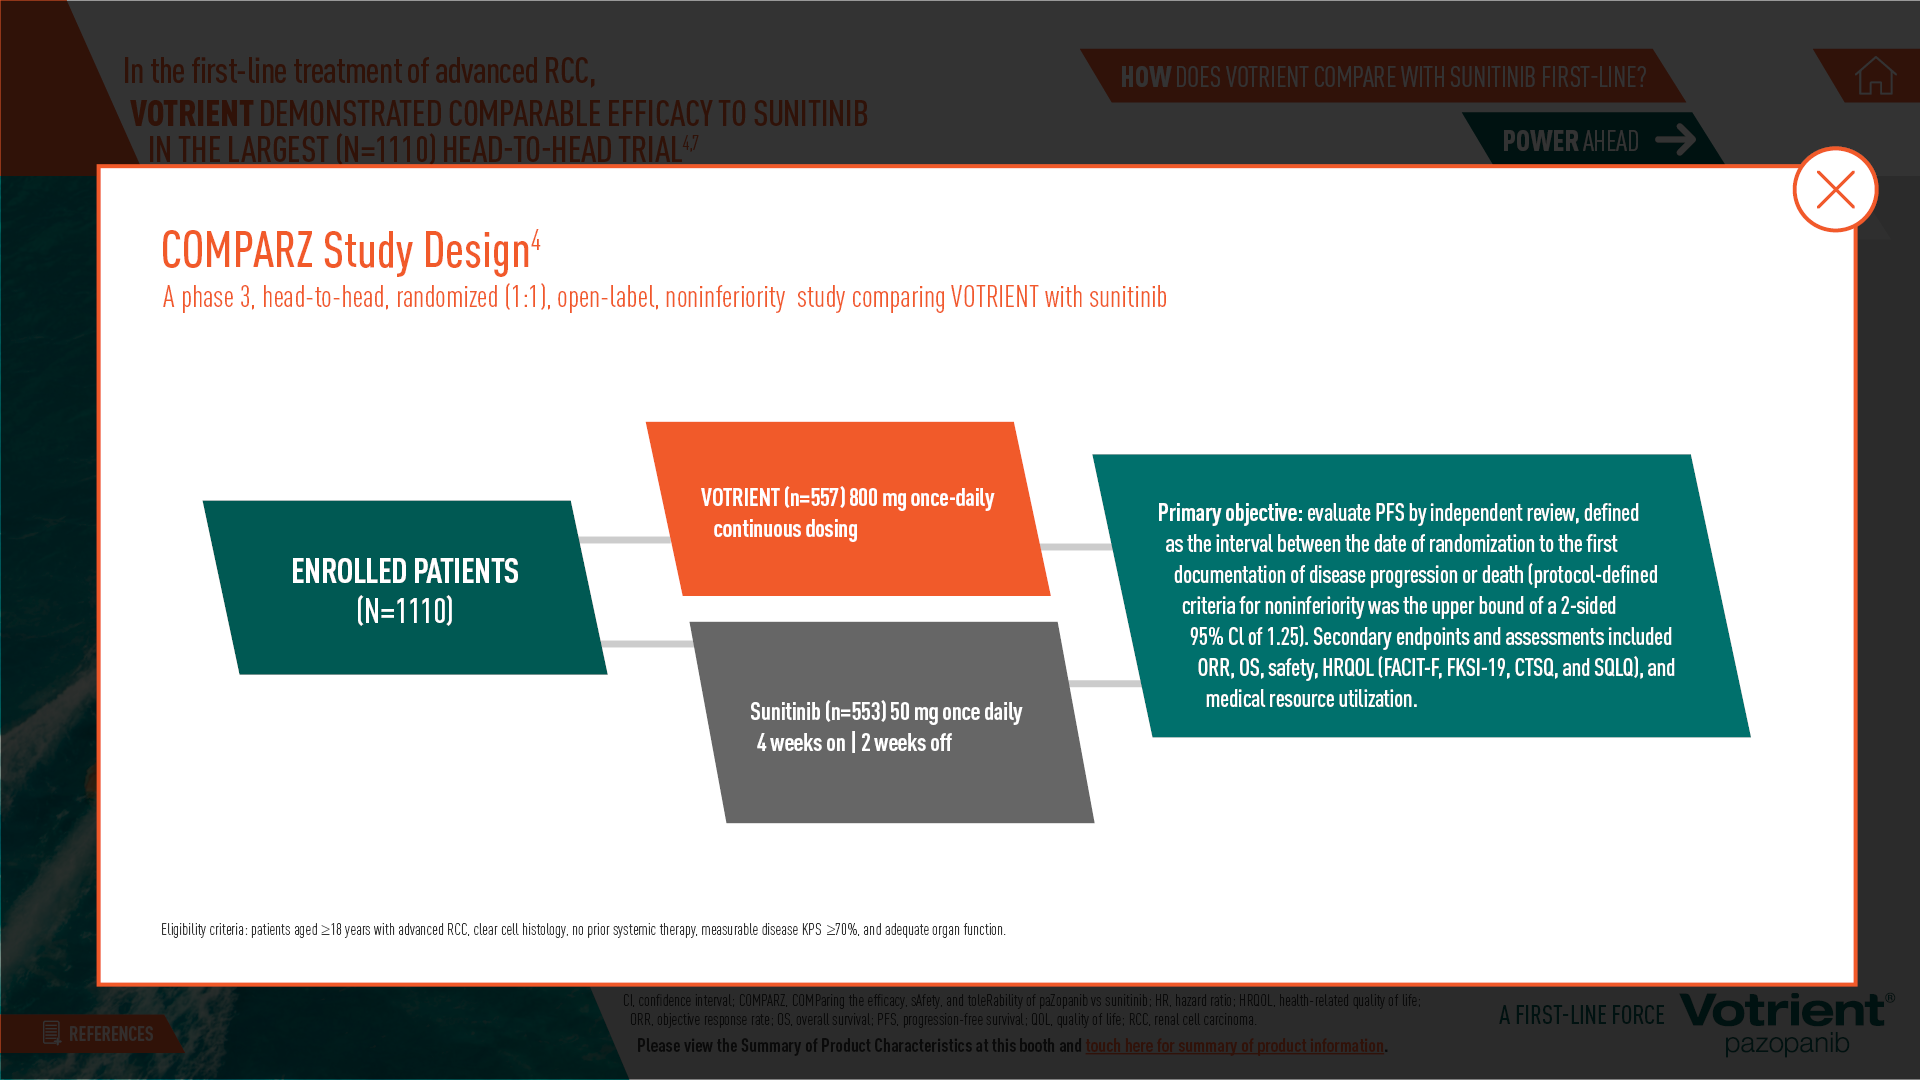 In the first-line treatment of advanced RCC,
VOTRIENT DEMONSTRATED COMPARABLE EFFICACY TO SUNITINIB
IN THE LARGEST (N=1110) HEAD-TO-HEAD TRIAL4,7
HOW DOES VOTRIENT COMPARE WITH SUNITINIB FIRST-LINE?
POWER AHEAD
COMPARZ Study Design4
A phase 3, head-to-head, randomized (1:1), open-label, noninferiority study comparing VOTRIENT with sunitinib
ENROLLED PATIENTS
(N=1110)
VOTRIENT (n=557) 800 mg once-daily
continuous dosing
Sunitinib (n=553) 50 mg once daily
4 weeks on | 2 weeks off
Primary objective: evaluate PFS by independent review, defined
as the interval between the date of randomization to the first
documentation of disease progression or death (protocol-defined
criteria for noninferiority was the upper bound of a 2-sided
95% Cl of 1.25). Secondary endpoints and assessments included
ORR, OS, safety, HRQOL (FACIT-F, FKSI-19, CTSQ, and SQLQ), and
medical resource utilization.
Eligibility criteria: patients aged ≥18 years with advanced RCC, clear cell histology, no prior systemic therapy, measurable disease KPS ≥70%, and adequate organ function.
CI, confidence interval; COMPARZ, COMParing the efficacy, sAfety, and toleRability of paZopanib vs sunitinib; HR, hazard ratio; HRQOL, health-related quality of life;
ORR, objective response rate; OS, overall survival; PFS, progression-free survival; QOL, quality of life; RCC, renal cell carcinoma.
Please view the Summary of Product Characteristics at this booth and touch here for summary of product information.
REFERENCES
A FIRST-LINE FORCE
Votrient®
pazopanib